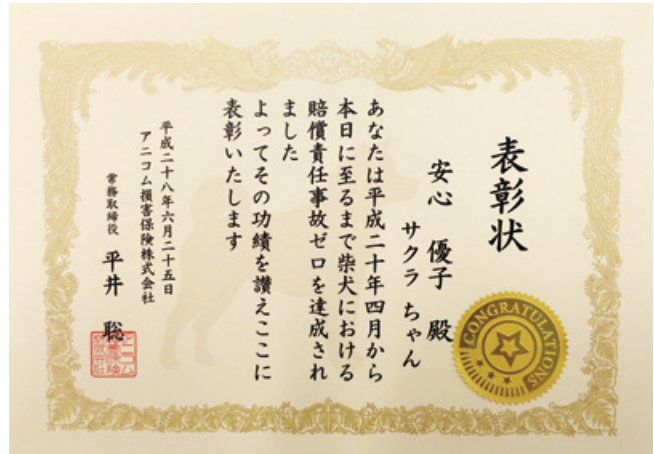 表彰状
安心 優子 殿
サクラ ちゃん
あなたは平成二十年四月から
本日に至るまで柴犬における
賠償責任事故ゼロを達成され
ました
よってその功績を讃えここに
表彰いたします
平成二十八年六月二十五日
アニコム損害保険株式会社
常務取締役 平井 聡
CONGRATULATIONS